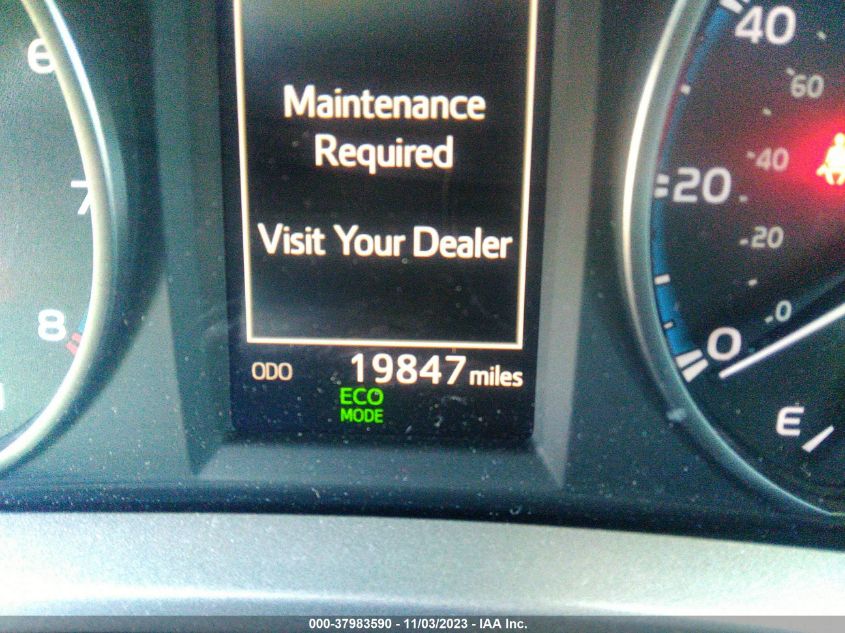 6
7
8
Maintenance
Required
Visit Your Dealer
ODO 19847 miles
ECO
MODE
40
60
40
20
20
0
0
E
000-37983590 - 11/03/2023 - IAA Inc.